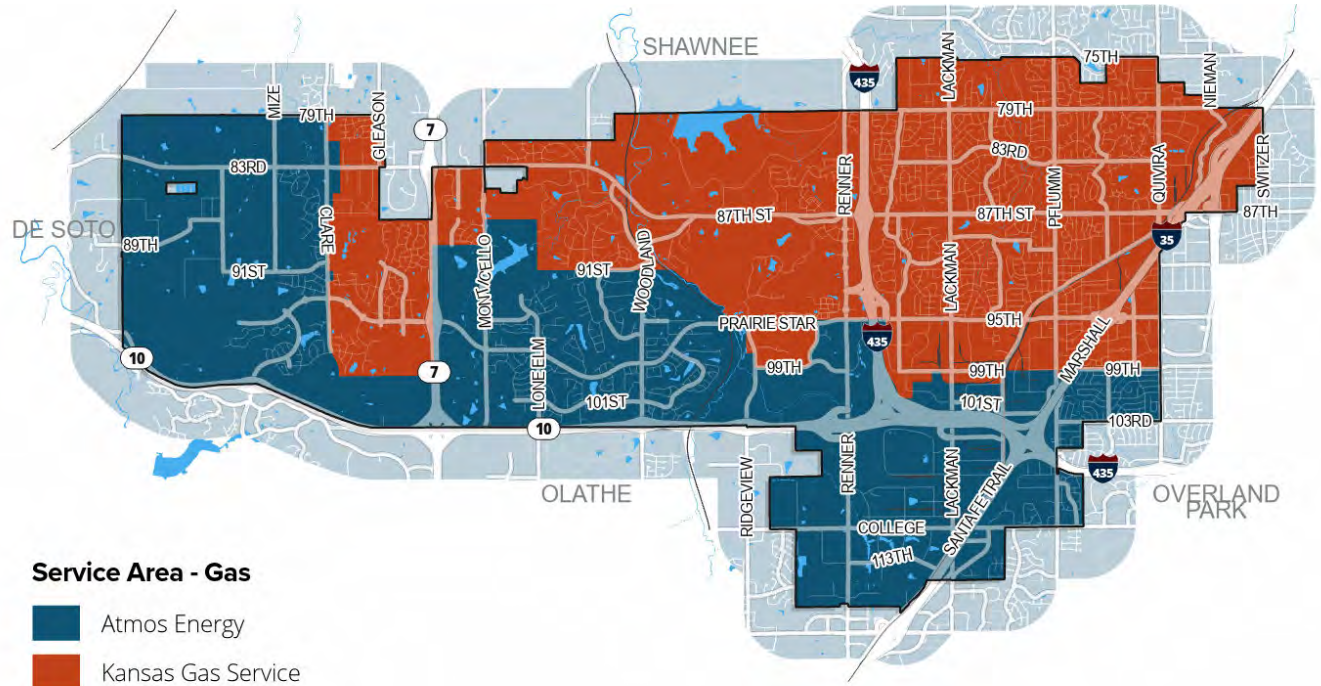 SHAWNEE
75TH
LACKMAN
NIEMAN
435
MIZE
79TH
GLEASON
7
79TH
83RD
83RD
RENNER
PFLUMM
QUIVIRA
SWITZER
DE SOTO
89TH
CLARE
MONTICELLO
WOODLAND
87TH ST
87TH ST
87TH
35
91ST
91ST
LACKMAN
PRAIRIE STAR
95TH
435
MARSHALL
10
7
LONE ELM
99TH
99TH
99TH
101ST
101ST
103RD
10
RIDGEVIEW
RENNER
LACKMAN
SANTA FE TRAIL
435
OLATHE
OVERLAND
PARK
COLLEGE
113TH
Service Area - Gas
Atmos Energy
Kansas Gas Service